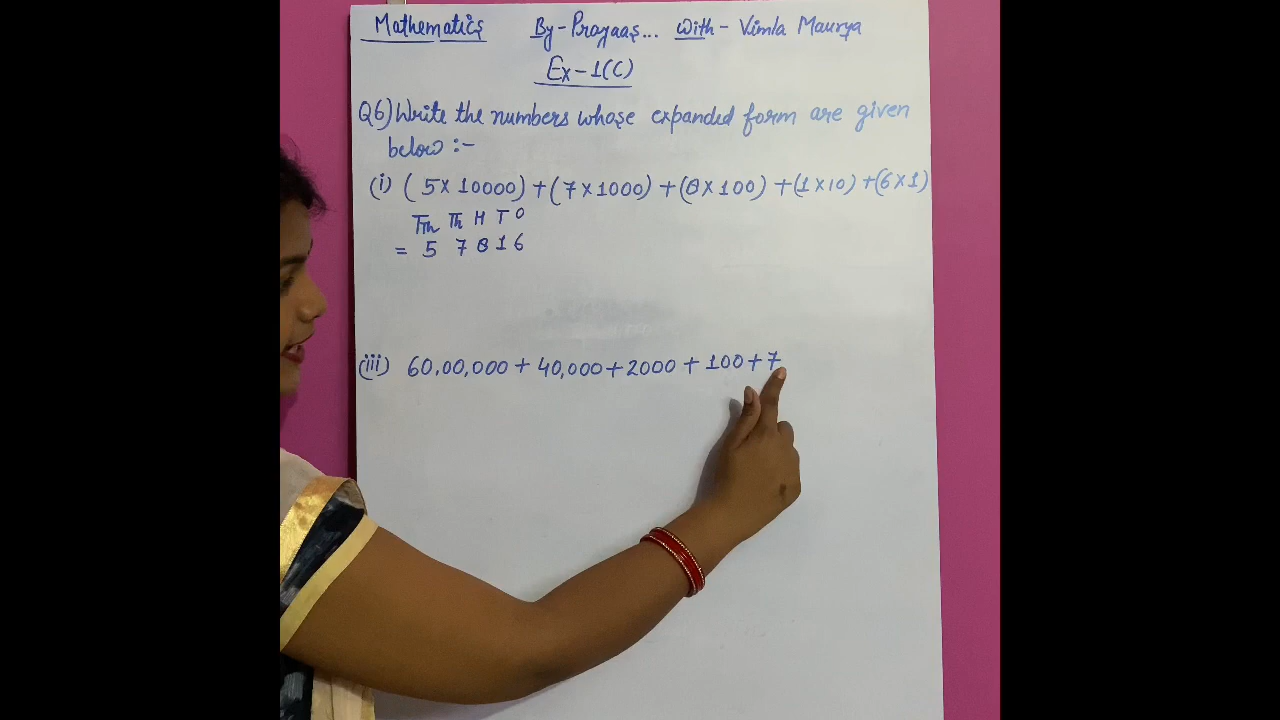 Mathematics By-Prayaas... With- Vimla Maurya
Ex-1(C)
Q6) Write the numbers whose expanded form are given
below :-
(i) (5×10000) + (7×1000) + (8×100) + (1×10) + (6×1)
TTh Th H T O
= 5 7 8 1 6
(iii) 60,00,000 + 40,000 + 2000 + 100 + 7